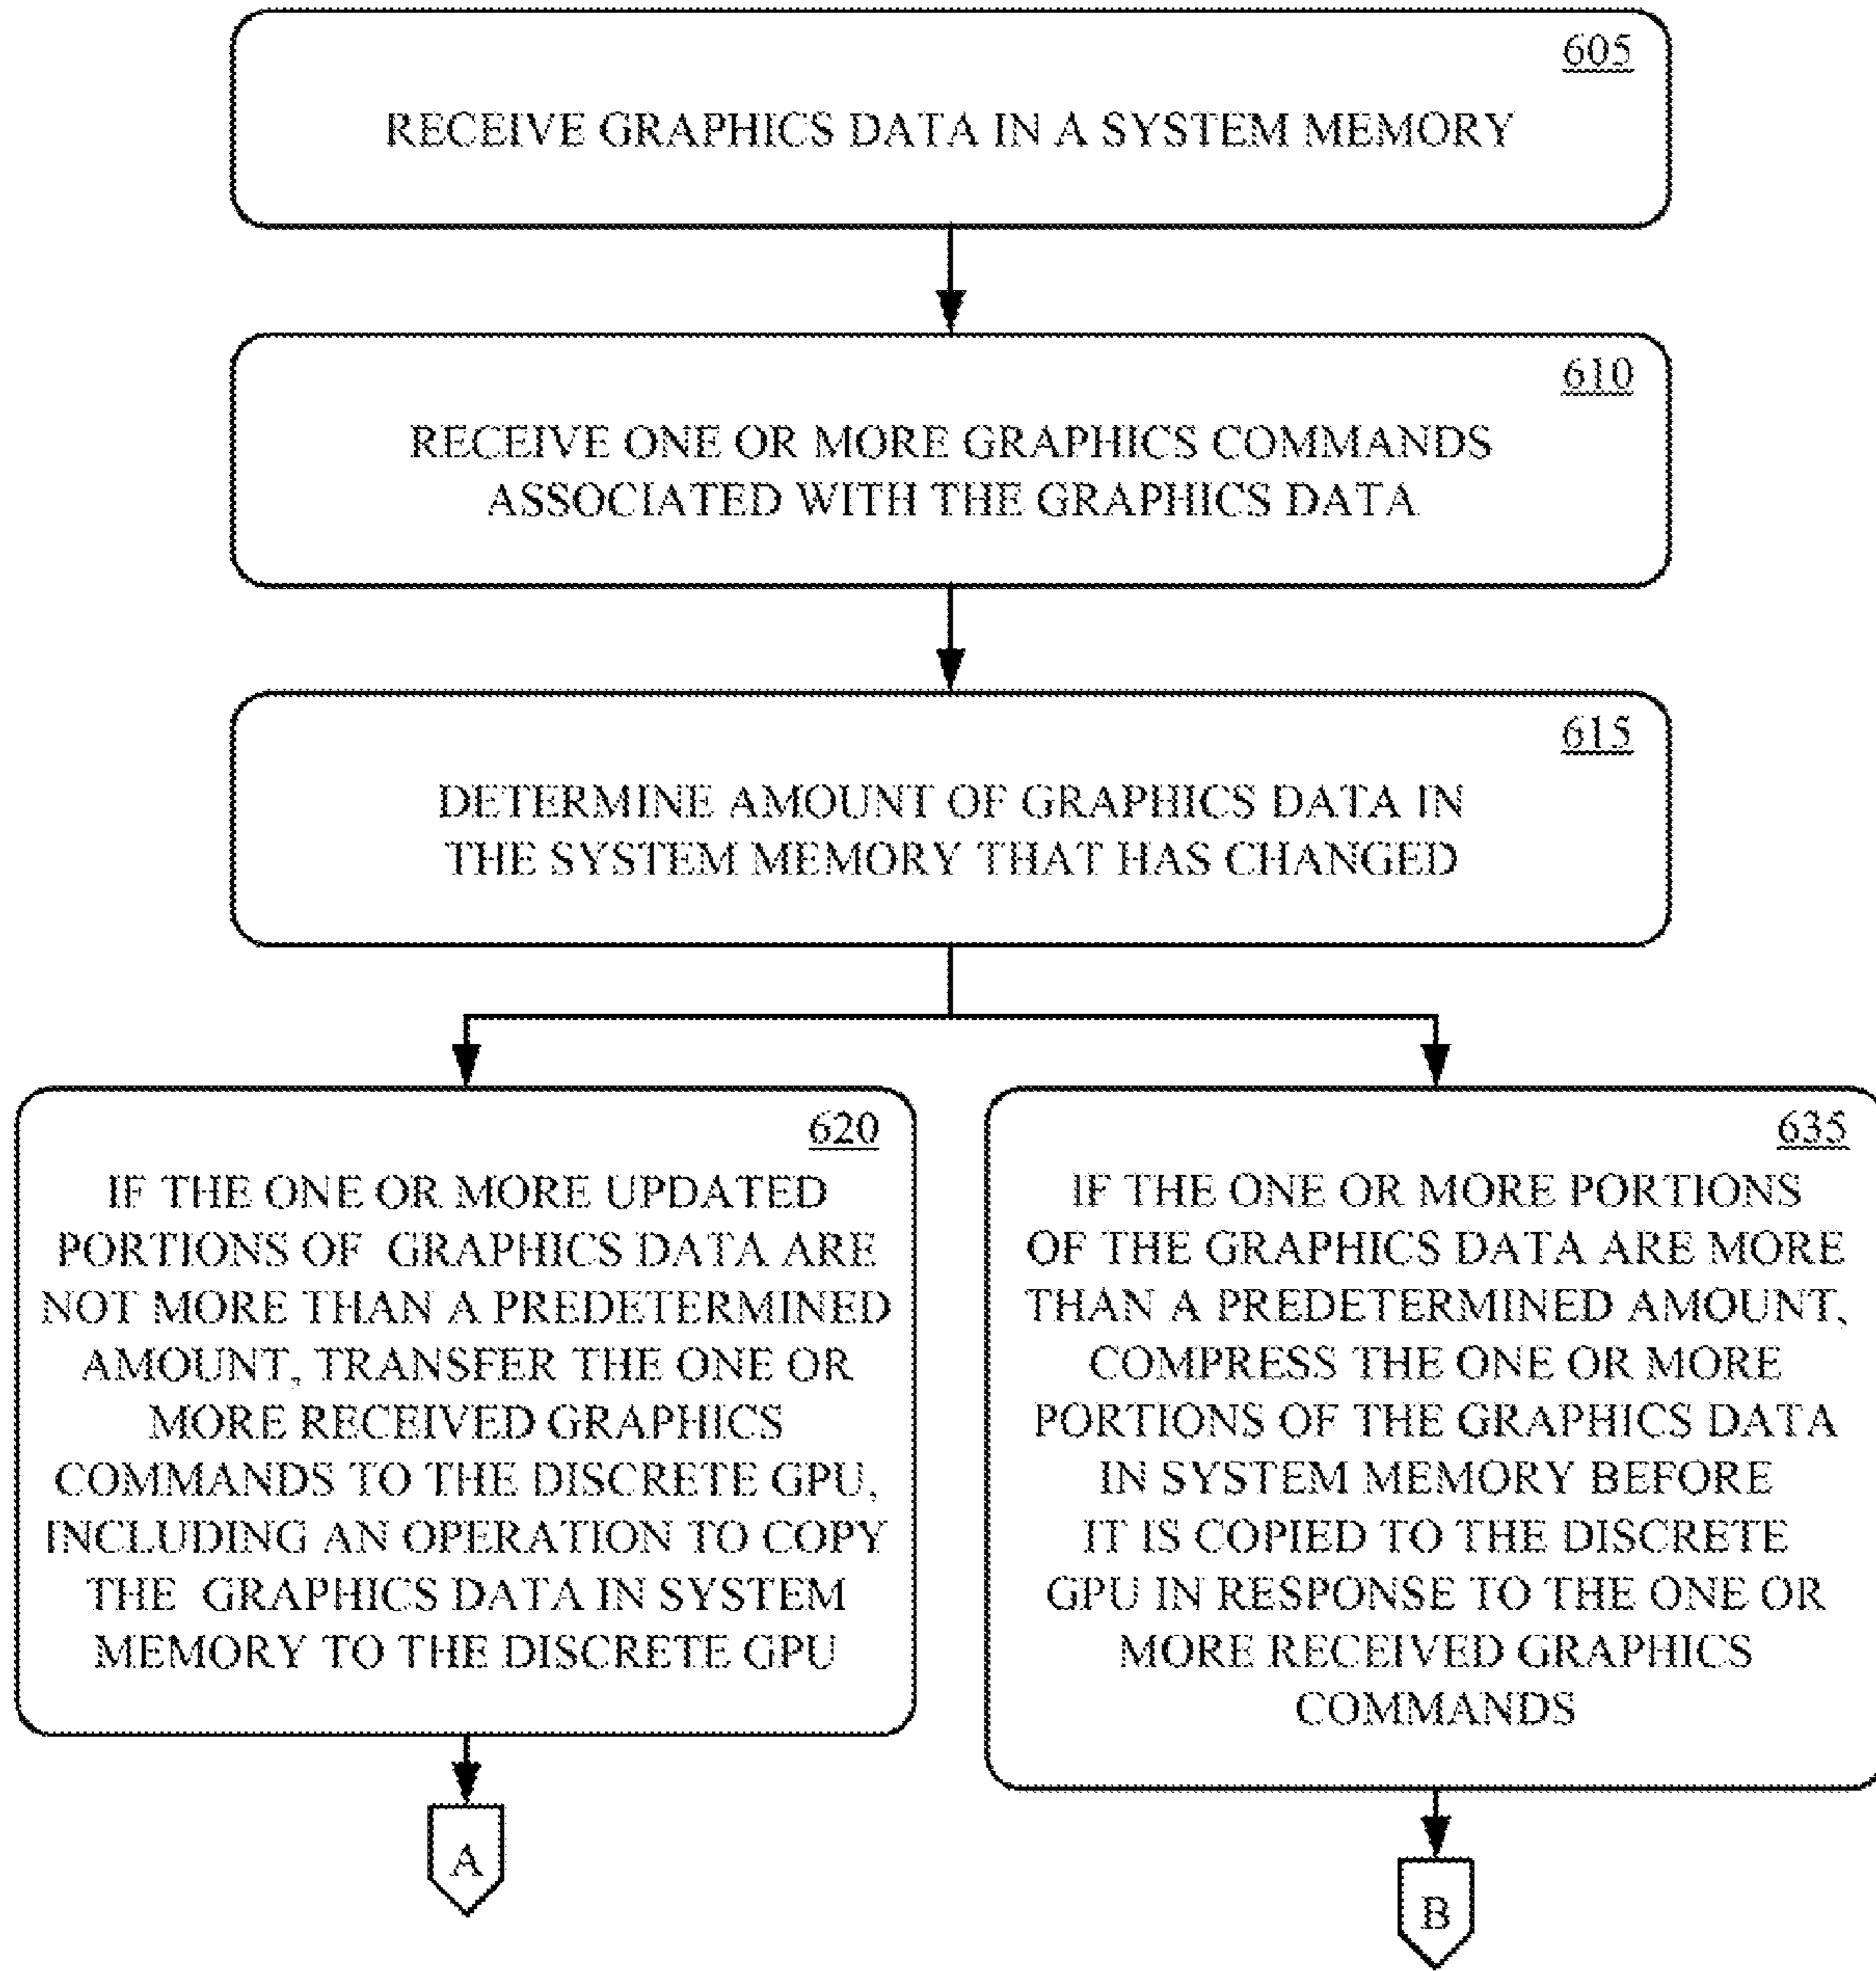 605
RECEIVE GRAPHICS DATA IN A SYSTEM MEMORY
610
RECEIVE ONE OR MORE GRAPHICS COMMANDS
ASSOCIATED WITH THE GRAPHICS DATA
615
DETERMINE AMOUNT OF GRAPHICS DATA IN
THE SYSTEM MEMORY THAT HAS CHANGED
620
IF THE ONE OR MORE UPDATED
PORTIONS OF GRAPHICS DATA ARE
NOT MORE THAN A PREDETERMINED
AMOUNT, TRANSFER THE ONE OR
MORE RECEIVED GRAPHICS
COMMANDS TO THE DISCRETE GPU,
INCLUDING AN OPERATION TO COPY
THE GRAPHICS DATA IN SYSTEM
MEMORY TO THE DISCRETE GPU
A
635
IF THE ONE OR MORE PORTIONS
OF THE GRAPHICS DATA ARE MORE
THAN A PREDETERMINED AMOUNT,
COMPRESS THE ONE OR MORE
PORTIONS OF THE GRAPHICS DATA
IN SYSTEM MEMORY BEFORE
IT IS COPIED TO THE DISCRETE
GPU IN RESPONSE TO THE ONE OR
MORE RECEIVED GRAPHICS
COMMANDS
B